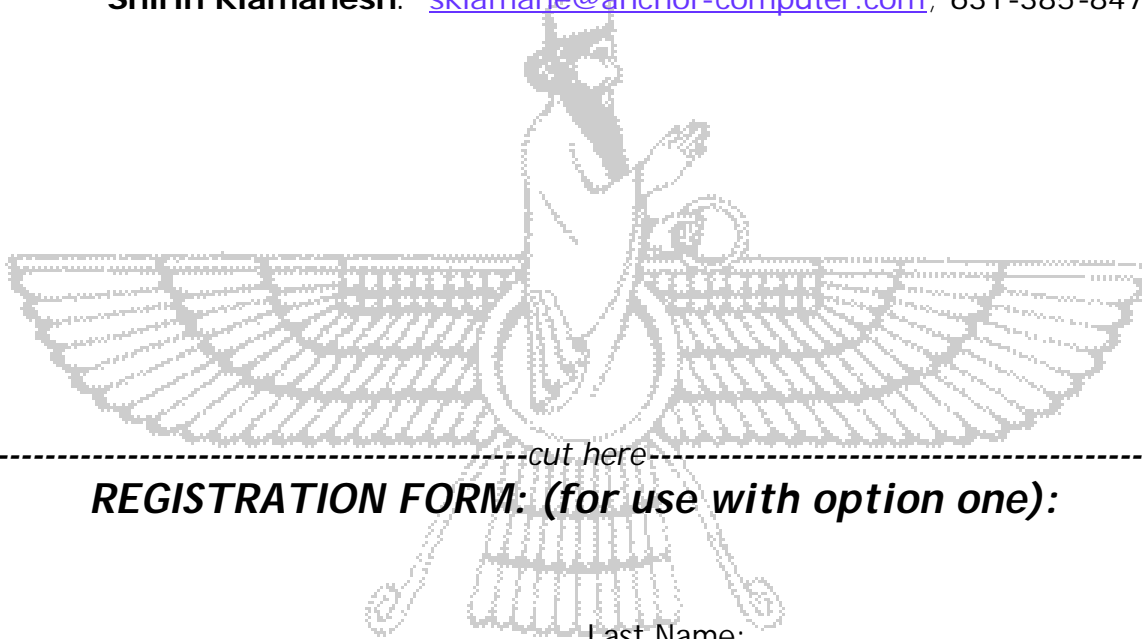 Shirin Kiamanesh: skiamane@anchor-computer.com, 631-385-847
--------------------------------------------cut here------------------------------------------
REGISTRATION FORM: (for use with option one):
Last Name: